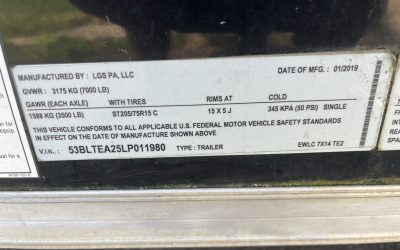 MANUFACTURED BY : LGS PA, LLC DATE OF MFG. : 01/2019
GVWR : 3175 KG (7000 LB)
GAWR (EACH AXLE) WITH TIRES RIMS AT COLD
1588 KG (3500 LB) ST205/75R15 C 15 X 5 J 345 KPA (50 PSI) SINGLE
THIS VEHICLE CONFORMS TO ALL APPLICABLE U.S. FEDERAL MOTOR VEHICLE SAFETY STANDARDS
IN EFFECT ON THE DATE OF MANUFACTURE SHOWN ABOVE
V.I.N. : 53BLTEA25LP011980 TYPE : TRAILER EWLC 7X14 TE2